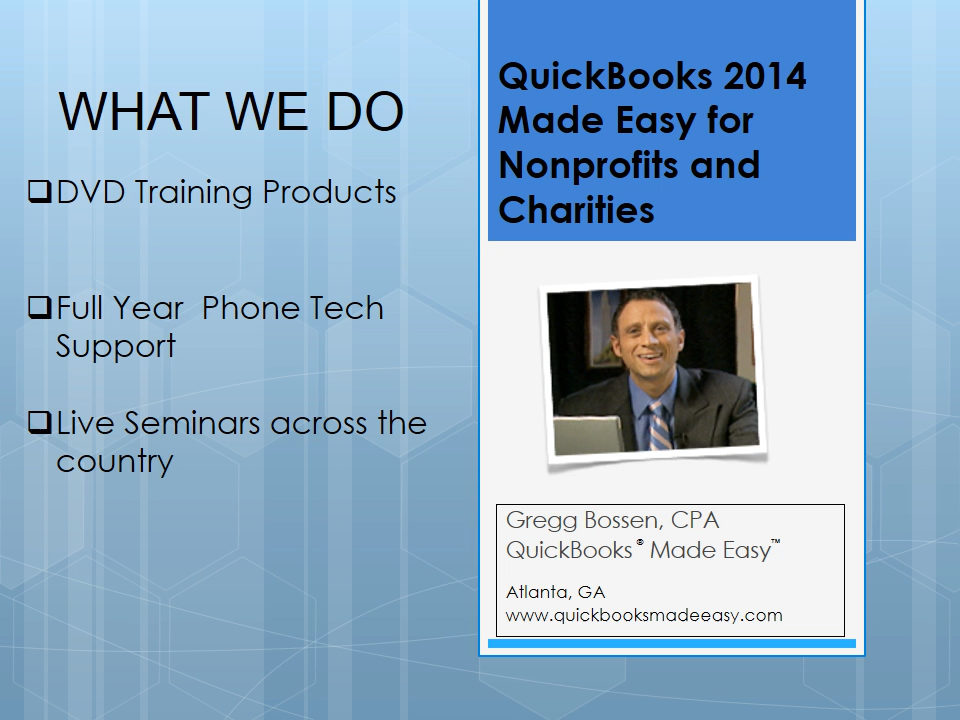 WHAT WE DO
❑DVD Training Products
❑Full Year  Phone Tech
Support
❑Live Seminars across the
country
QuickBooks 2014
Made Easy for
Nonprofits and
Charities
Gregg Bossen, CPA
QuickBooks ® Made Easy™
Atlanta, GA
www.quickbooksmadeeasy.com